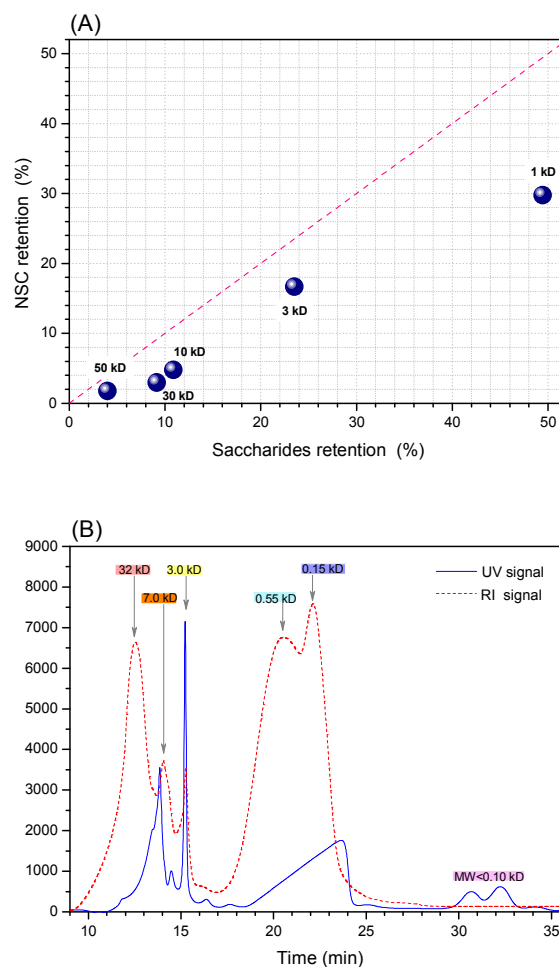 (A)
50
40
30
20
10
0
NSC retention (%)
1 kD
3 kD
10 kD
50 kD
30 kD
0 10 20 30 40 50
Saccharides retention (%)
(B)
9000
8000
7000
6000
5000
4000
3000
2000
1000
0
32 kD
3.0 kD
0.15 kD
7.0 kD
0.55 kD
UV signal
RI signal
MW<0.10 kD
10 15 20 25 30 35
Time (min)